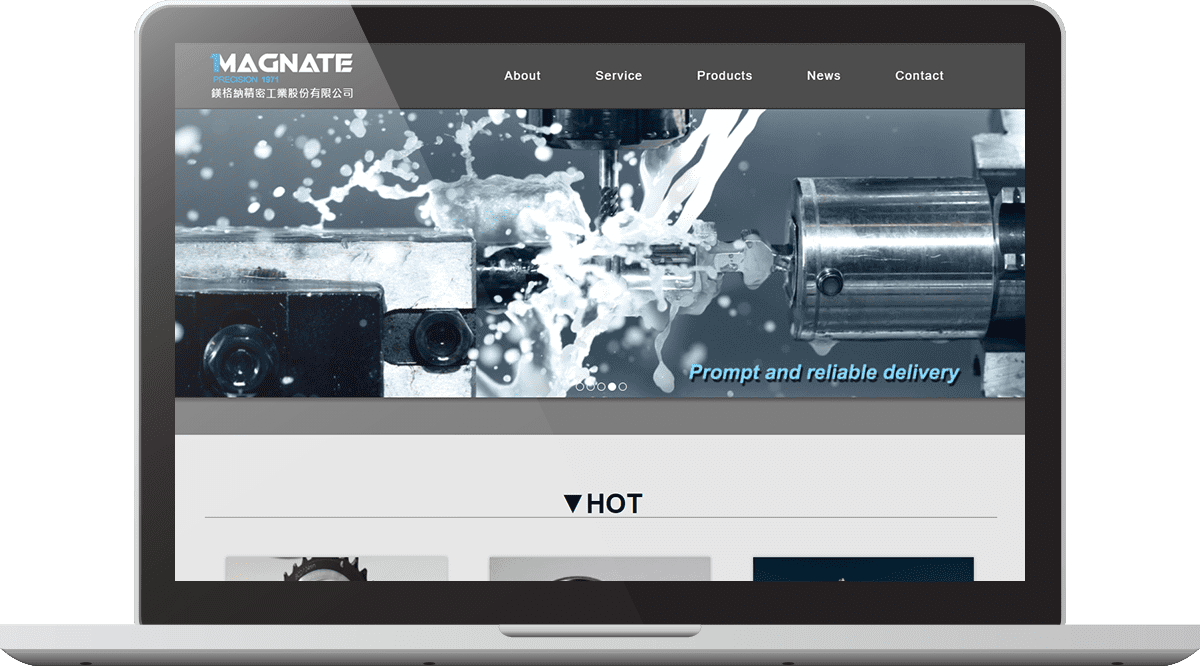 MAGNATE
PRECISION 1971
鎂格納精密工業股份有限公司
About
Service
Products
News
Contact
Prompt and reliable delivery
▼HOT